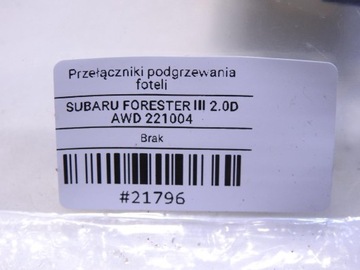 Przełączniki podgrzewania
foteli
SUBARU FORESTER III 2.0D
AWD 221004
Brak
#21796